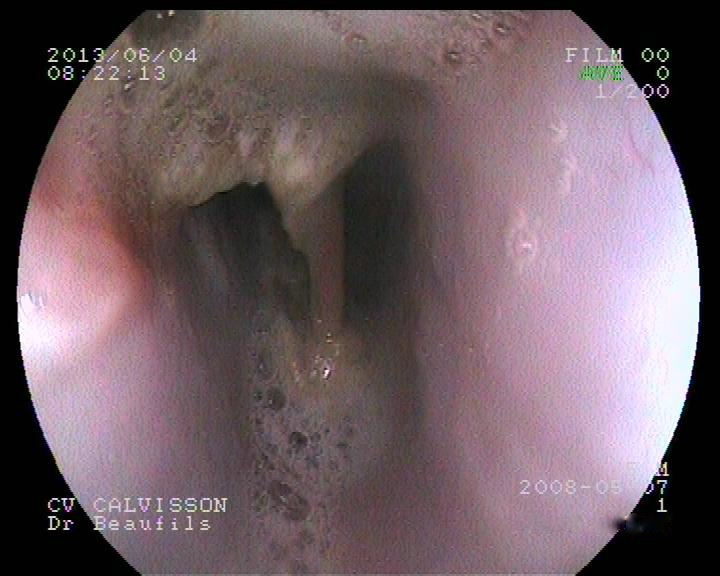 2013/06/04
08:22:13
FILM 00
AVE 0
1/200
2008-05-07
1
CV CALVISSON
Dr Beaufils